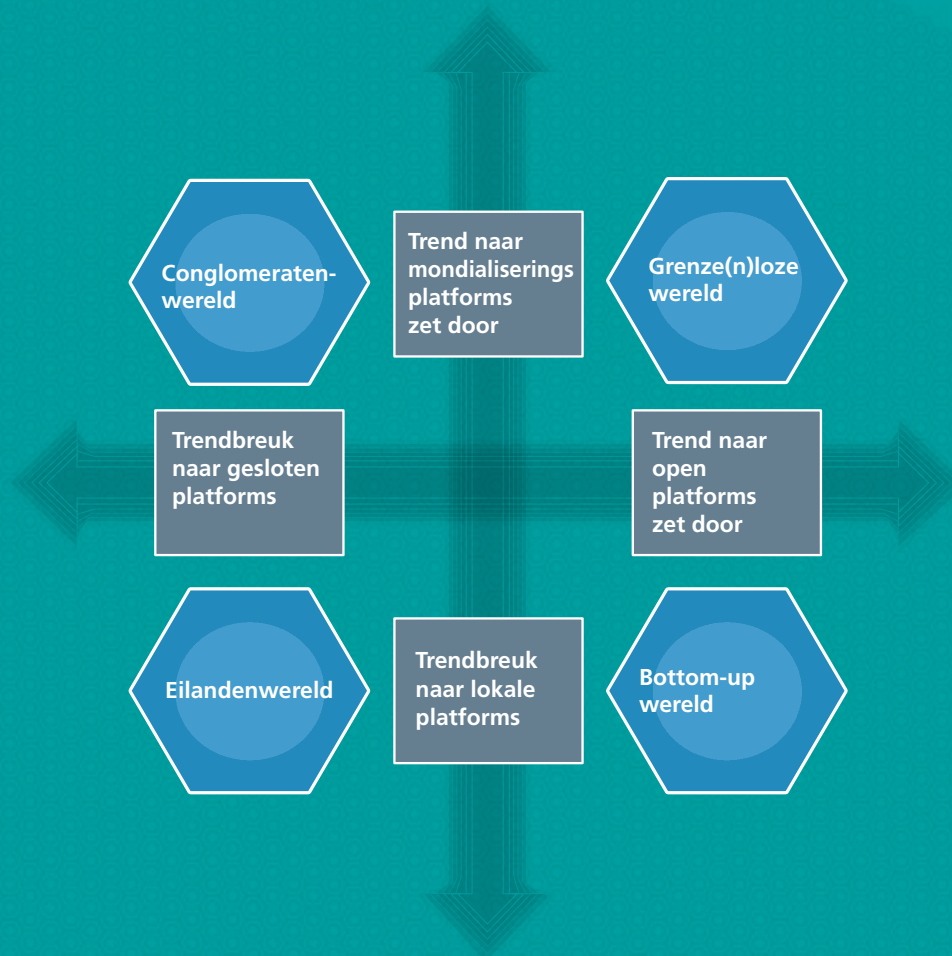 Conglomeraten-
wereld
Trend naar
mondialiserings
platforms
zet door
Grenze(n)loze
wereld
Trendbreuk
naar gesloten
platforms
Trend naar
open
platforms
zet door
Eilandenwereld
Trendbreuk
naar lokale
platforms
Bottom-up
wereld